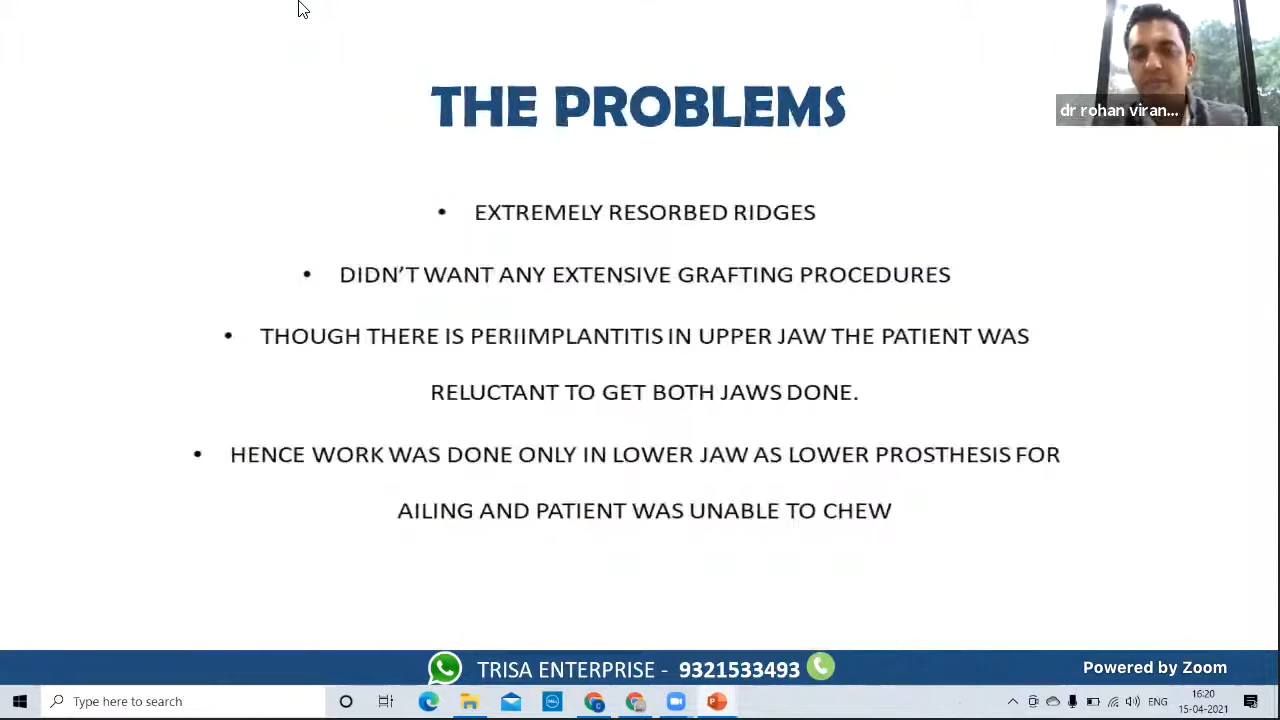 THE PROBLEMS
dr rohan viran...
• EXTREMELY RESORBED RIDGES
• DIDN'T WANT ANY EXTENSIVE GRAFTING PROCEDURES
• THOUGH THERE IS PERIIMPLANTITIS IN UPPER JAW THE PATIENT WAS
RELUCTANT TO GET BOTH JAWS DONE.
• HENCE WORK WAS DONE ONLY IN LOWER JAW AS LOWER PROSTHESIS FOR
AILING AND PATIENT WAS UNABLE TO CHEW
TRISA ENTERPRISE - 9321533493
Powered by Zoom
Type here to search
DELL
ENG
16:20
15-04-2021